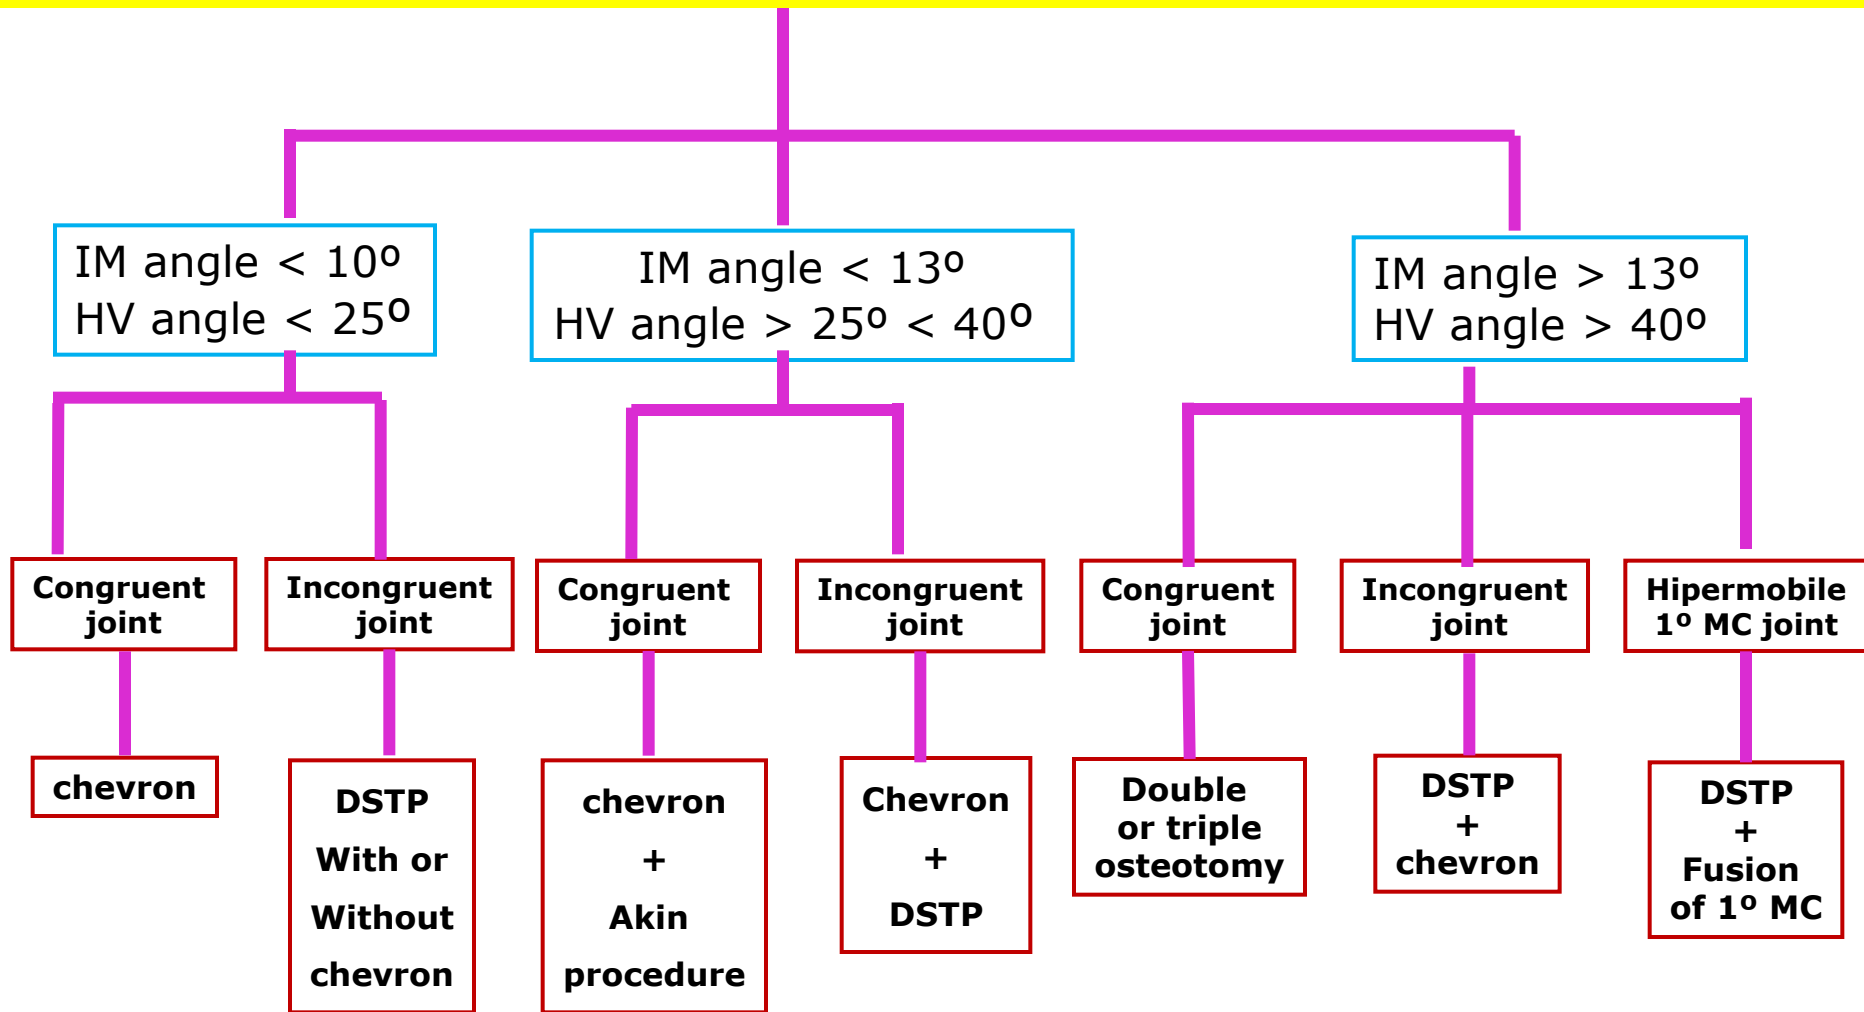 IM angle < 10º
HV angle < 25º
IM angle < 13º
HV angle > 25º < 40º
IM angle > 13º
HV angle > 40º
Congruent
joint
Incongruent
joint
Congruent
joint
Incongruent
joint
Congruent
joint
Incongruent
joint
Hipermobile
1º MC joint
chevron
DSTP
With or
Without
chevron
chevron
+
Akin
procedure
Chevron
+
DSTP
Double
or triple
osteotomy
DSTP
+
chevron
DSTP
+
Fusion
of 1º MC